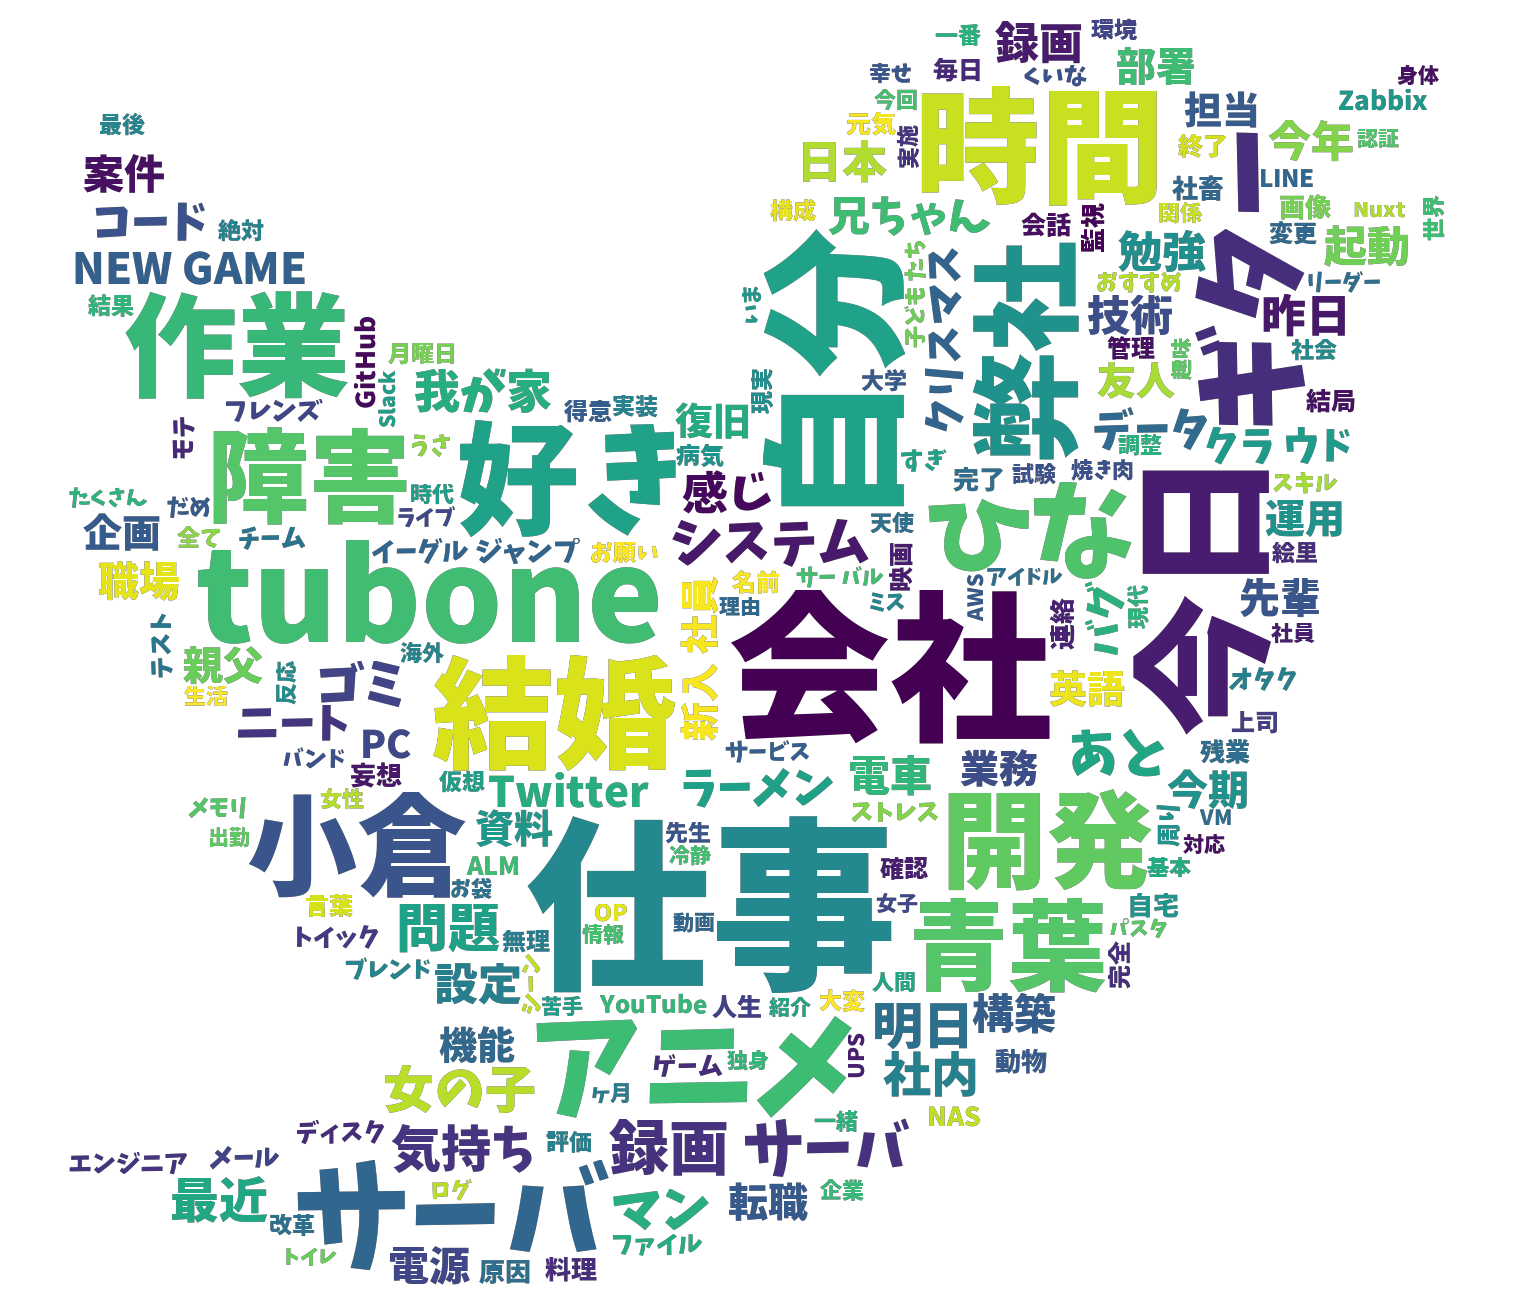 一番
録画
環境
幸せ
毎日
くいな
部署
身体
今回
時間
担当
Zabbix
最後
元気
実施
終了
ギター
今年
認証
案件
日本
社畜
LINE
コード
絶対
構成
兄ちゃん
会話
監視
関係
画像
Nuxt
世界
NEW GAME
自分
子どもたち
クリスマス
弊社
勉強
変更
起動
結果
作業
GitHub
いま
おすすめ
リーダー
技術
昨日
月曜日
Slack
管理
趣味
社会
我が家
現実
大学
友人
結局
フレンズ
得意
実装
復旧
データ
クラウド
モテ
障害
うさ
好き
病気
すぎ
調整
たくさん
だめ
時代
ライブ
感じ
完了
試験
焼き肉
スキル
企画
全て
チーム
イーグルジャンプ
お願い
システム
天使
ひな
今日
運用
職場
tubone
新入社員
名前
理由
サーバル
ミス
映画
AWS
アイドル
連絡
バグ
現代
絵里
先輩
テスト
親父
海外
会社
社員
生活
反応
ゴミ
結婚
英語
オタク
ニート
PC
上司
バンド
妄想
仮想
サービス
業務
あと
残業
メモリ
女性
Twitter
ラーメン
電車
今期
出勤
小倉
資料
先生
ストレス
開発
周り
VM
ALM
お袋
冷静
仕事
確認
対応
基本
言葉
問題
OP
動画
女子
青葉
自宅
トイック
無理
情報
パスタ
ブレンド
設定
シーン
完全
苦手
YouTube
人生
紹介
大変
人間
機能
アニメ
明日
構築
ゲーム
独身
UPS
社内
動物
女の子
ヶ月
一緒
NAS
ディスク
気持ち
評価
録画
サーバ
エンジニア
メール
最近
サーバ
ログ
マン
転職
企業
改革
トイレ
電源
原因
料理
ファイル